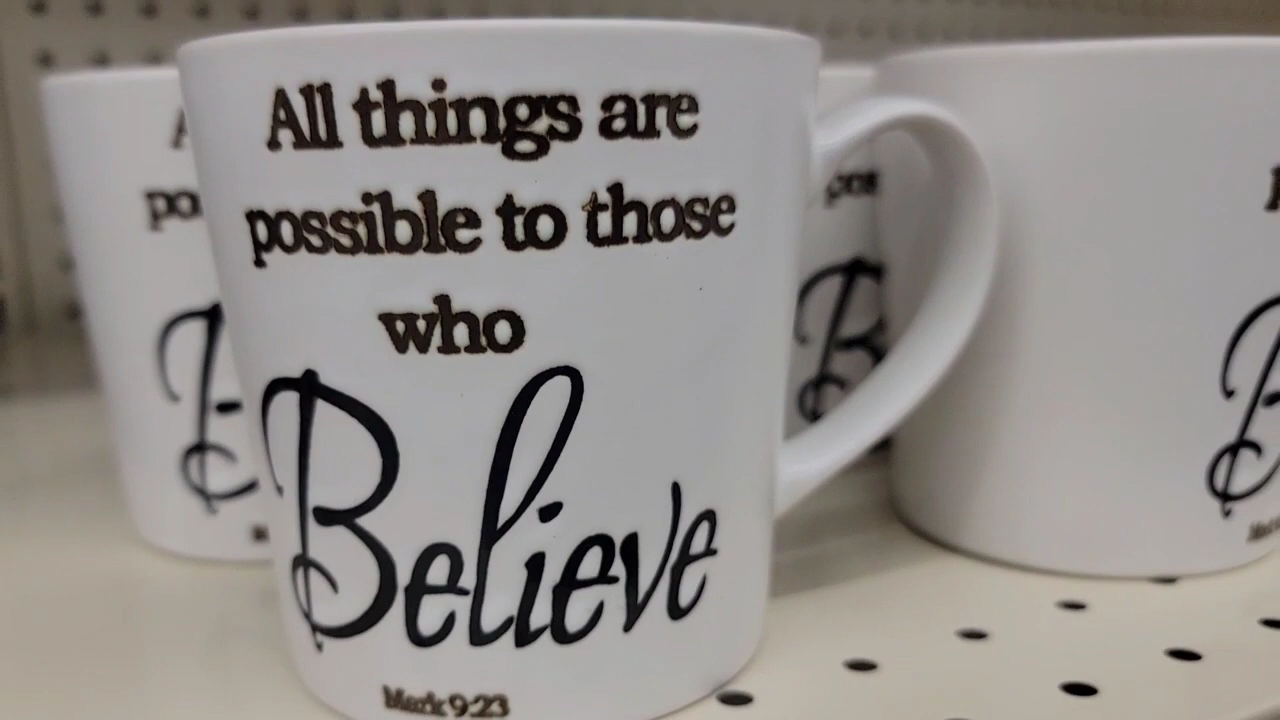 All things are
possible to those
who
Believe
Mark 9:23